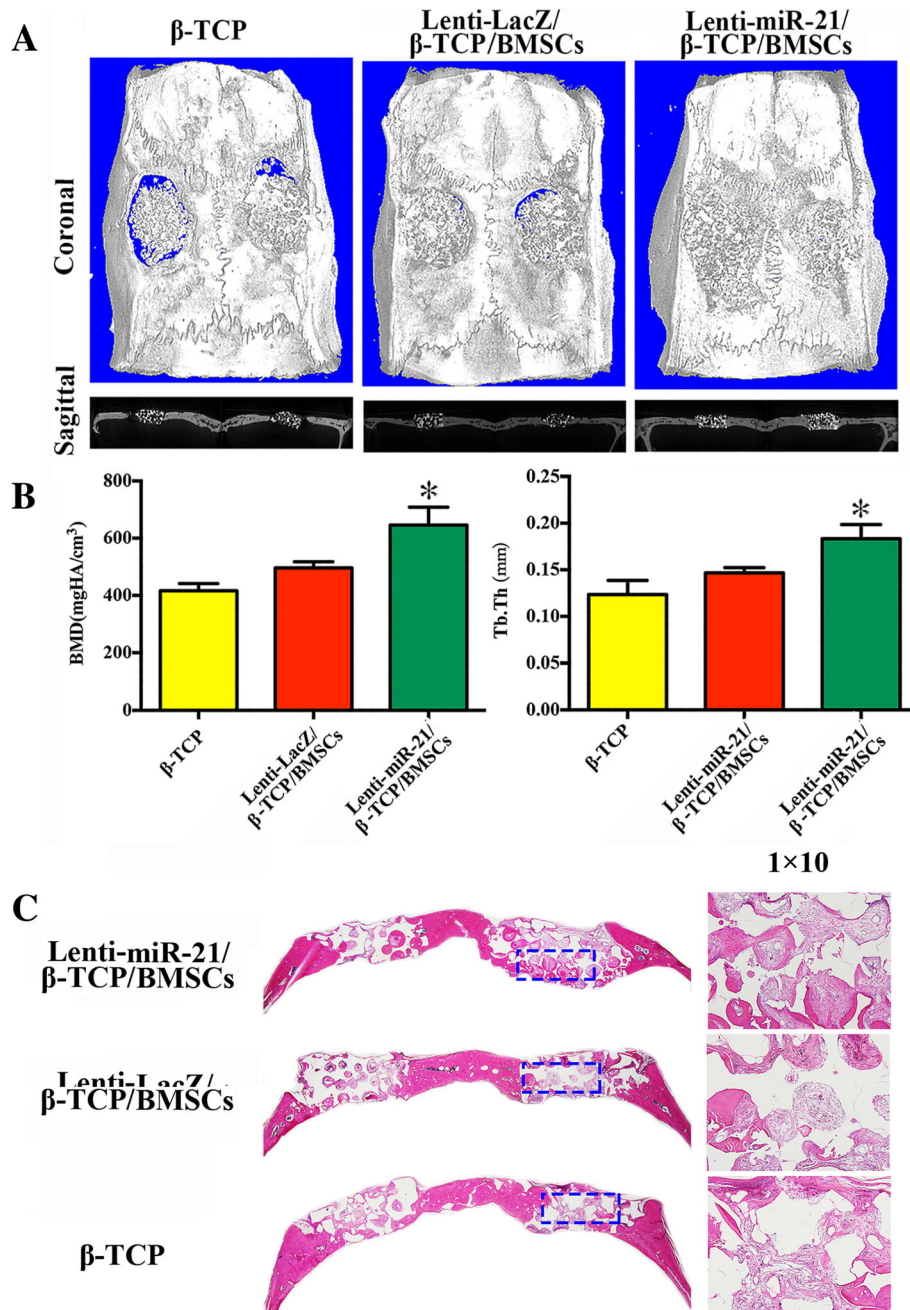 A
β-TCP
Lenti-LacZ/
β-TCP/BMSCs
Lenti-miR-21/
β-TCP/BMSCs
Coronal
Sagittal
B
BMD(mgHA/cm³)
800
600
400
200
0
*
β-TCP
Lenti-LacZ/
β-TCP/BMSCs
Lenti-miR-21/
β-TCP/BMSCs
Tb.Th (mm)
0.25
0.20
0.15
0.10
0.05
0.00
*
β-TCP
Lenti-miR-21/
β-TCP/BMSCs
Lenti-miR-21/
β-TCP/BMSCs
1×10
C
Lenti-miR-21/
β-TCP/BMSCs
Lenti-LacZ/
β-TCP/BMSCs
β-TCP